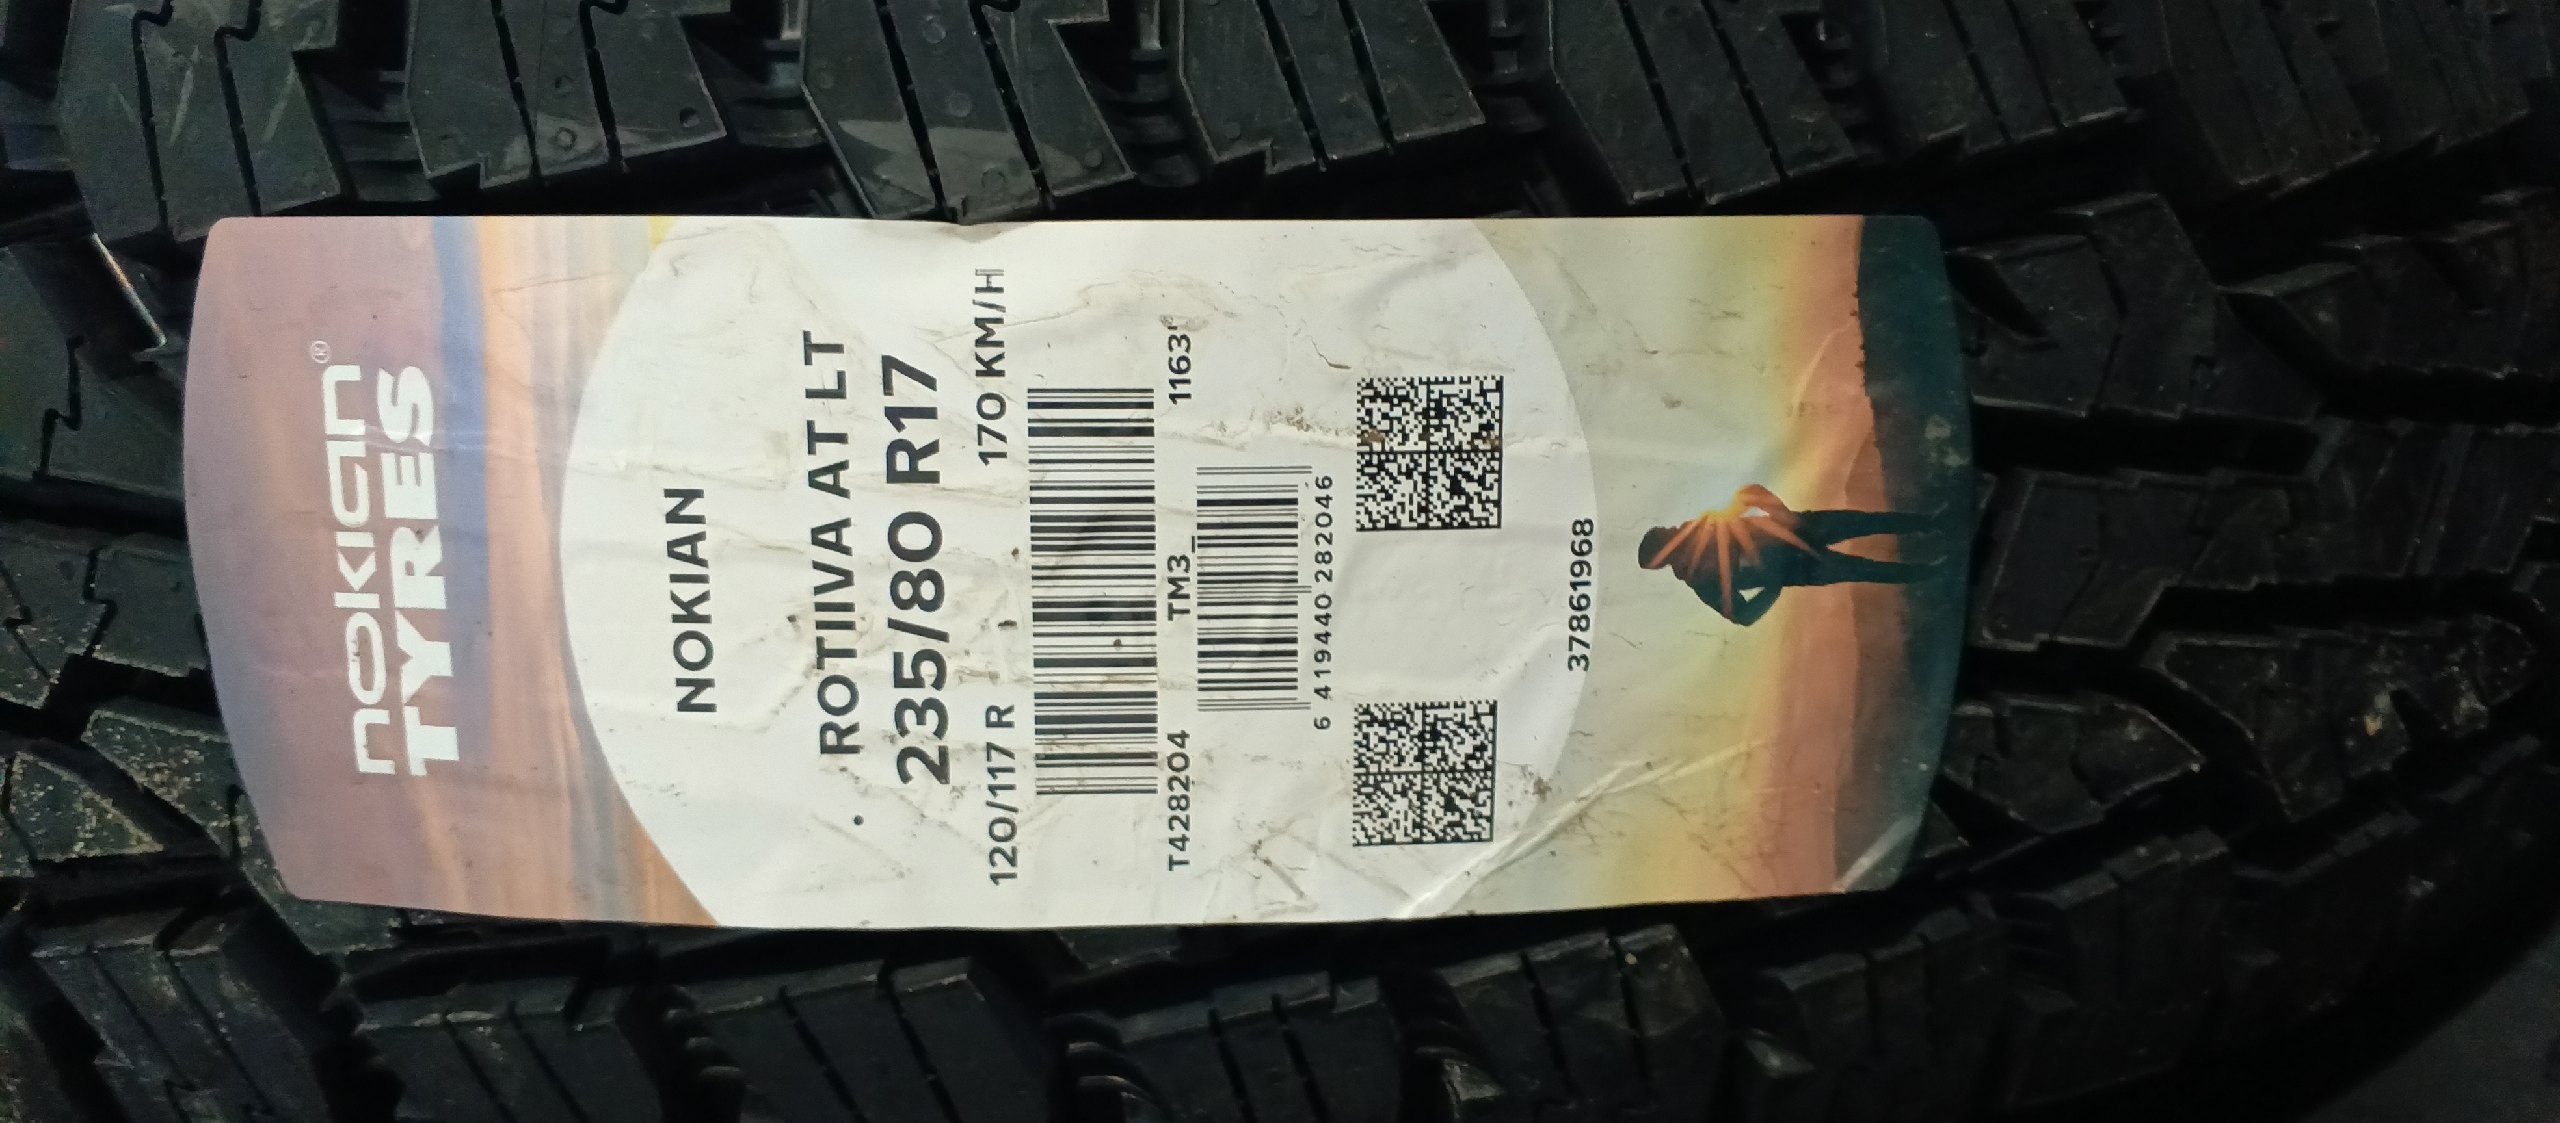 nokian®
TYRES
NOKIAN
ROTIIVA AT LT
235/80 R17
120/117 R 170 KM/H
T428204 TM3_ 1163'
6 419440 282046
37861968